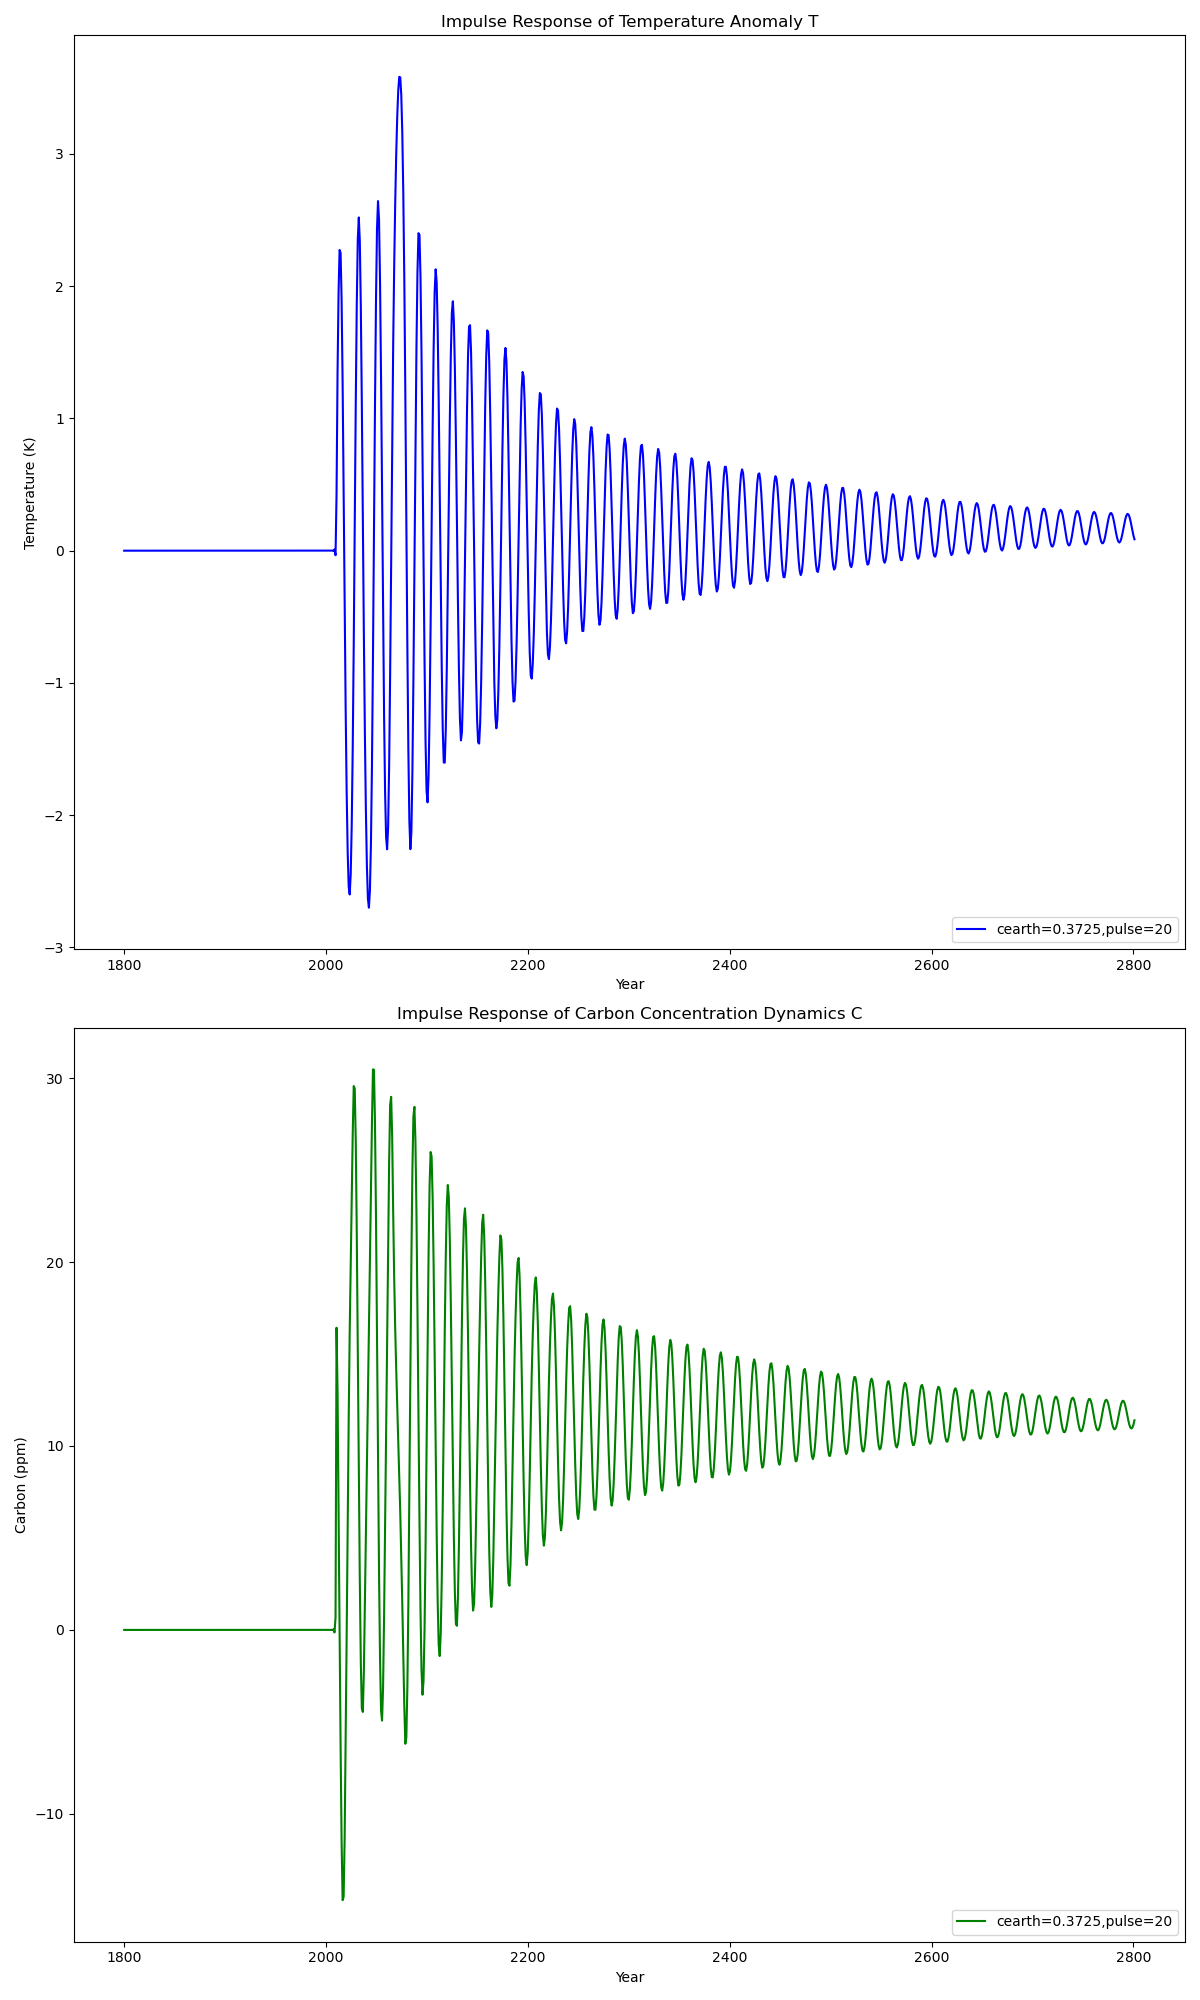 Impulse Response of Temperature Anomaly T
Temperature (K)
3
2
1
0
−1
−2
−3
cearth=0.3725,pulse=20
1800 2000 2200 2400 2600 2800
Year
Impulse Response of Carbon Concentration Dynamics C
Carbon (ppm)
30
20
10
0
−10
cearth=0.3725,pulse=20
1800 2000 2200 2400 2600 2800
Year